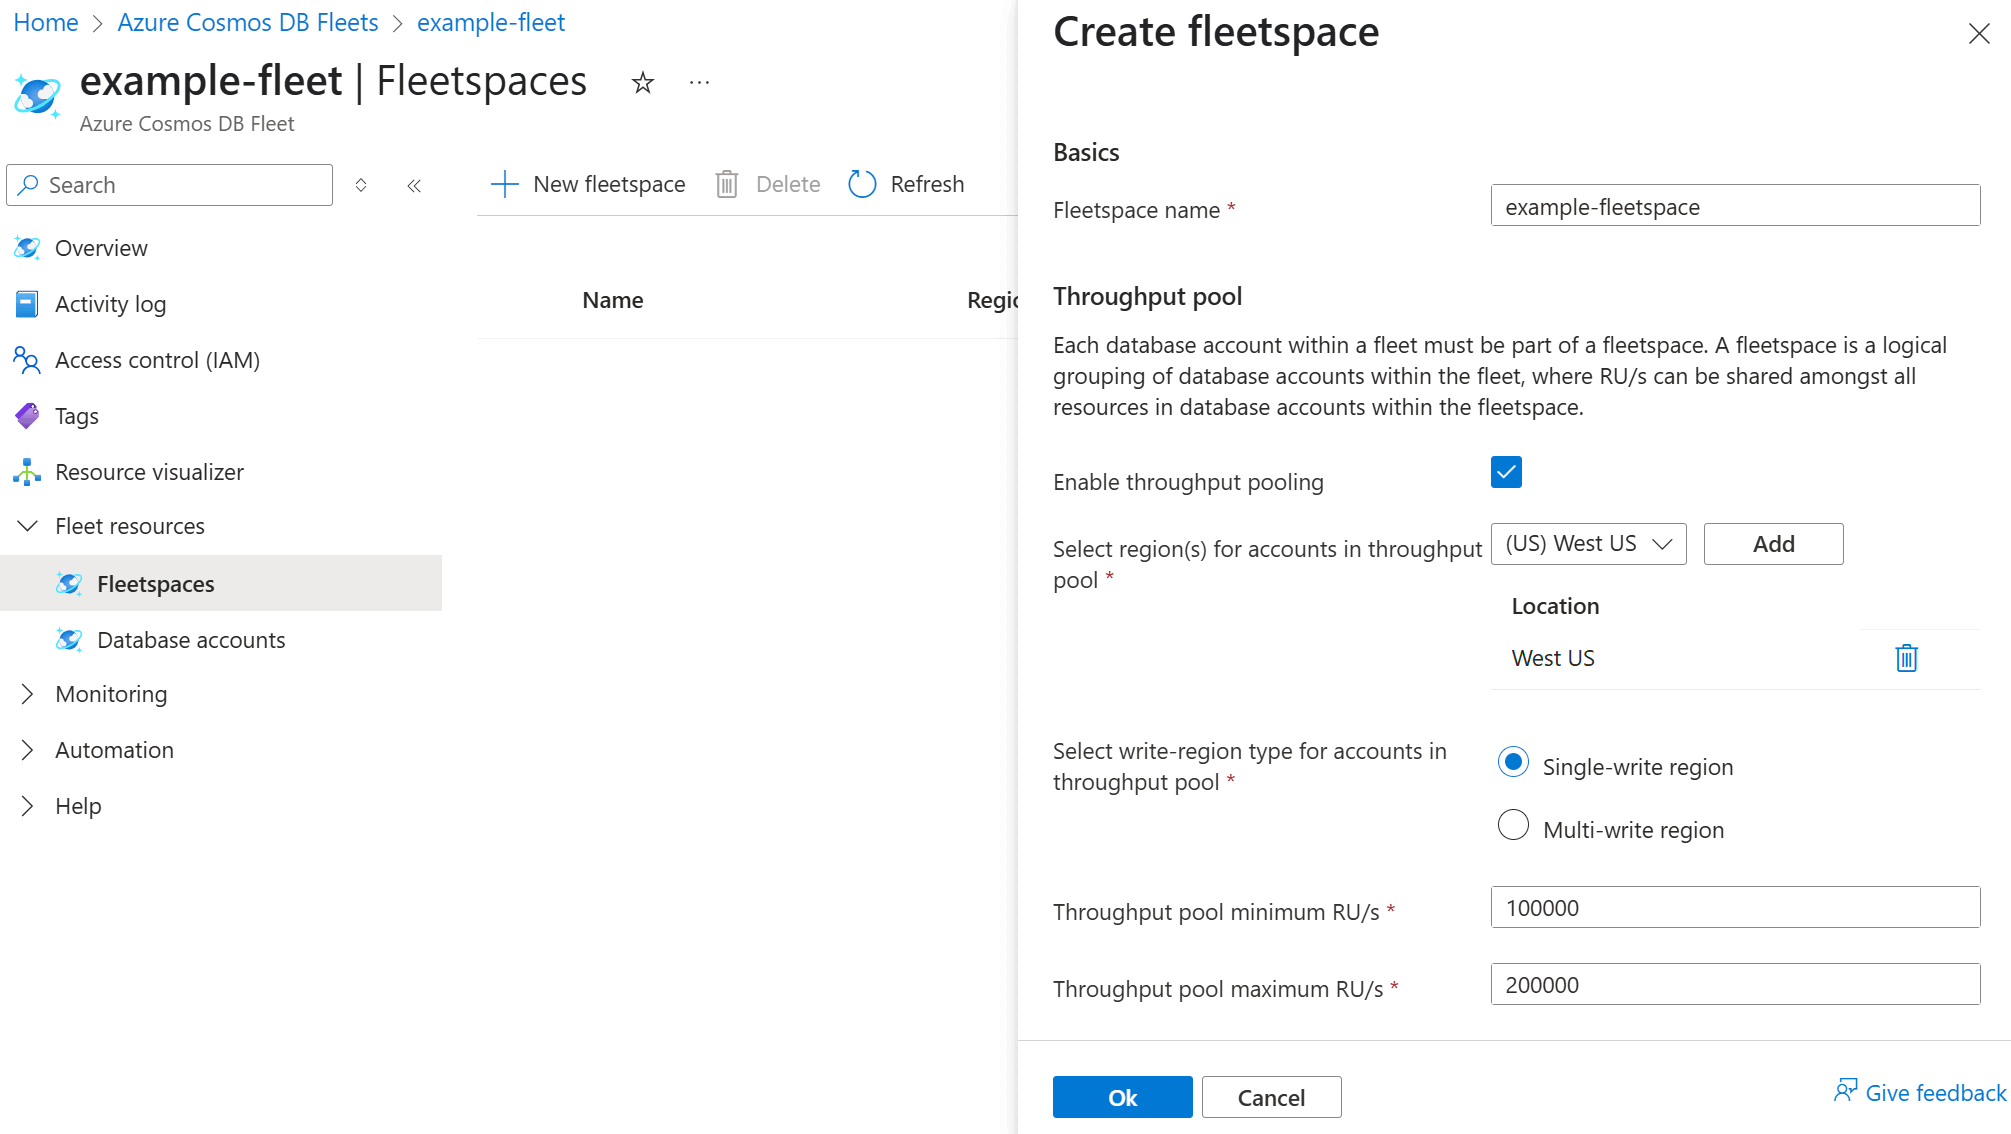 Home > Azure Cosmos DB Fleets > example-fleet
example-fleet | Fleetspaces
Azure Cosmos DB Fleet
Search
Overview
Activity log
Access control (IAM)
Tags
Resource visualizer
Fleet resources
Fleetspaces
Database accounts
Monitoring
Automation
Help
New fleetspace Delete Refresh
Name
Create fleetspace
Basics
Fleetspace name * example-fleetspace
Throughput pool
Each database account within a fleet must be part of a fleetspace. A fleetspace is a logical
grouping of database accounts within the fleet, where RU/s can be shared amongst all
resources in database accounts within the fleetspace.
Enable throughput pooling
Select region(s) for accounts in throughput
pool *
(US) West US Add
Location
West US
Select write-region type for accounts in
throughput pool *
Single-write region
Multi-write region
Throughput pool minimum RU/s * 100000
Throughput pool maximum RU/s * 200000
Ok Cancel
Give feedback